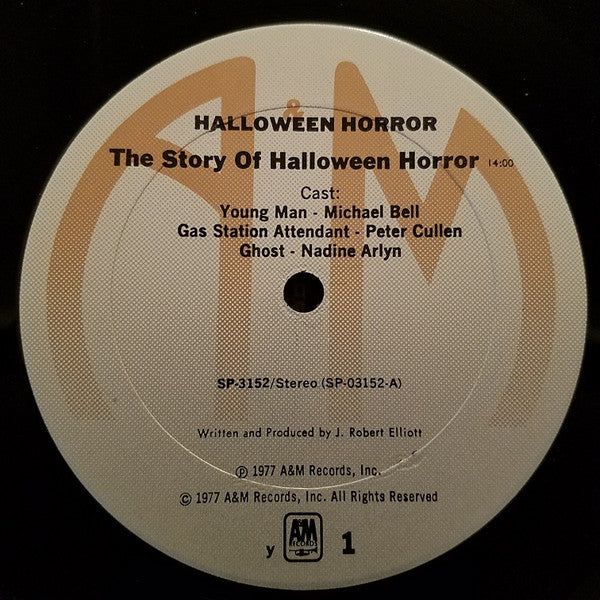 &
HALLOWEEN HORROR
The Story Of Halloween Horror 14:00
Cast:
Young Man - Michael Bell
Gas Station Attendant - Peter Cullen
Ghost - Nadine Arlyn
SP-3152/Stereo (SP-03152-A)
Written and Produced by J. Robert Elliott
℗ 1977 A&M Records, Inc.
© 1977 A&M Records, Inc. All Rights Reserved
A&M
RECORDS
y 1